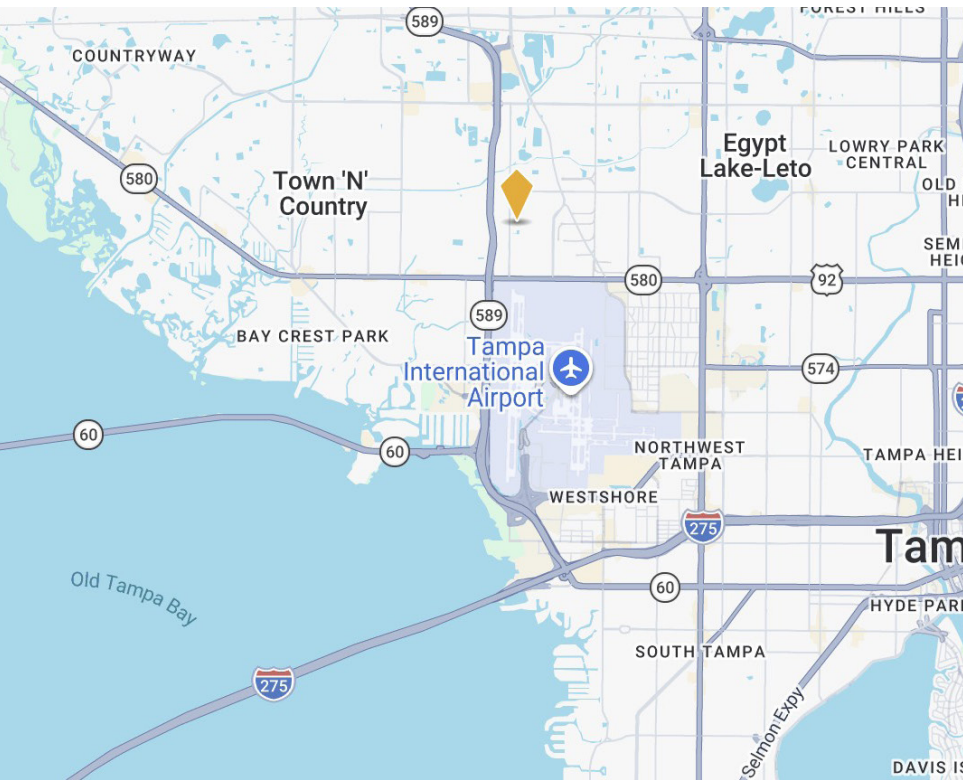 FOREST HILLS
589
COUNTRYWAY
Egypt
Lake-Leto
LOWRY PARK
CENTRAL
580
Town 'N'
Country
OLD
SEM
580
92
589
BAY CREST PARK
Tampa
International
Airport
574
60
60
NORTHWEST
TAMPA
TAMPA HEI
WESTSHORE
275
Tam
Old Tampa Bay
60
HYDE PAR
SOUTH TAMPA
275
Selmon Expy
DAVIS IS